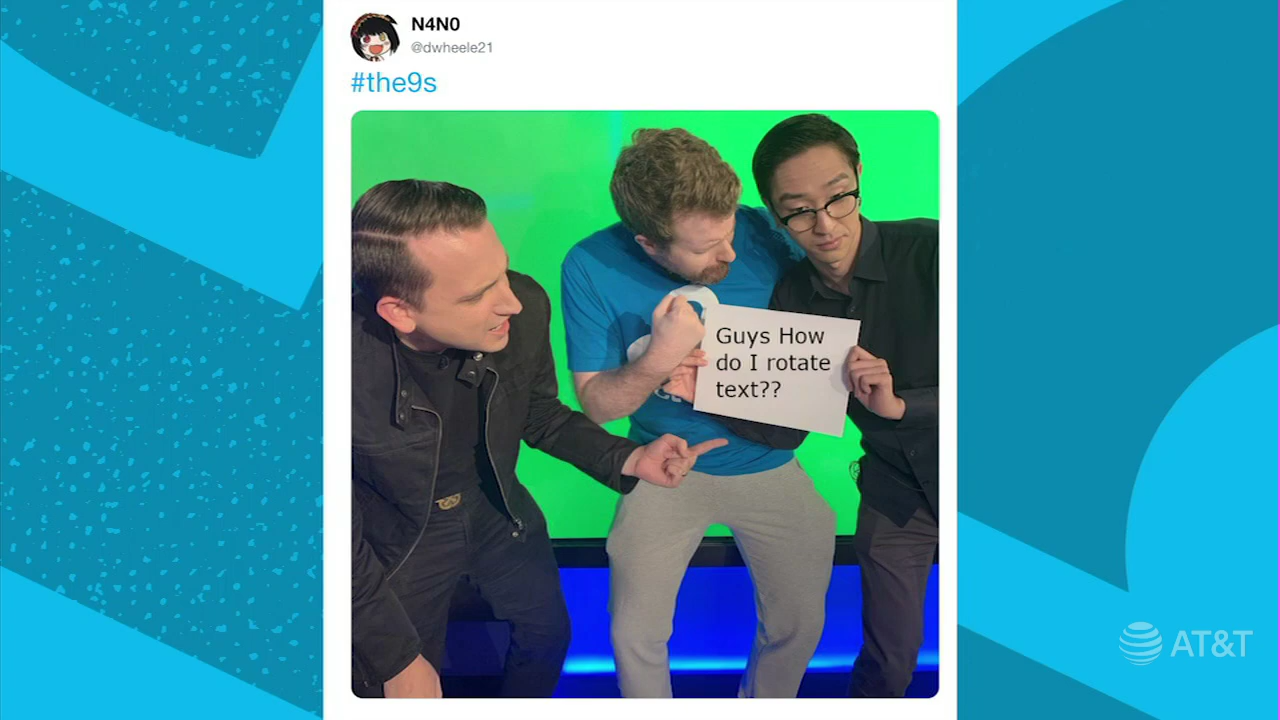 N4N0
@dwheele21
#the9s
Guys How
do I rotate
text??
AT&T